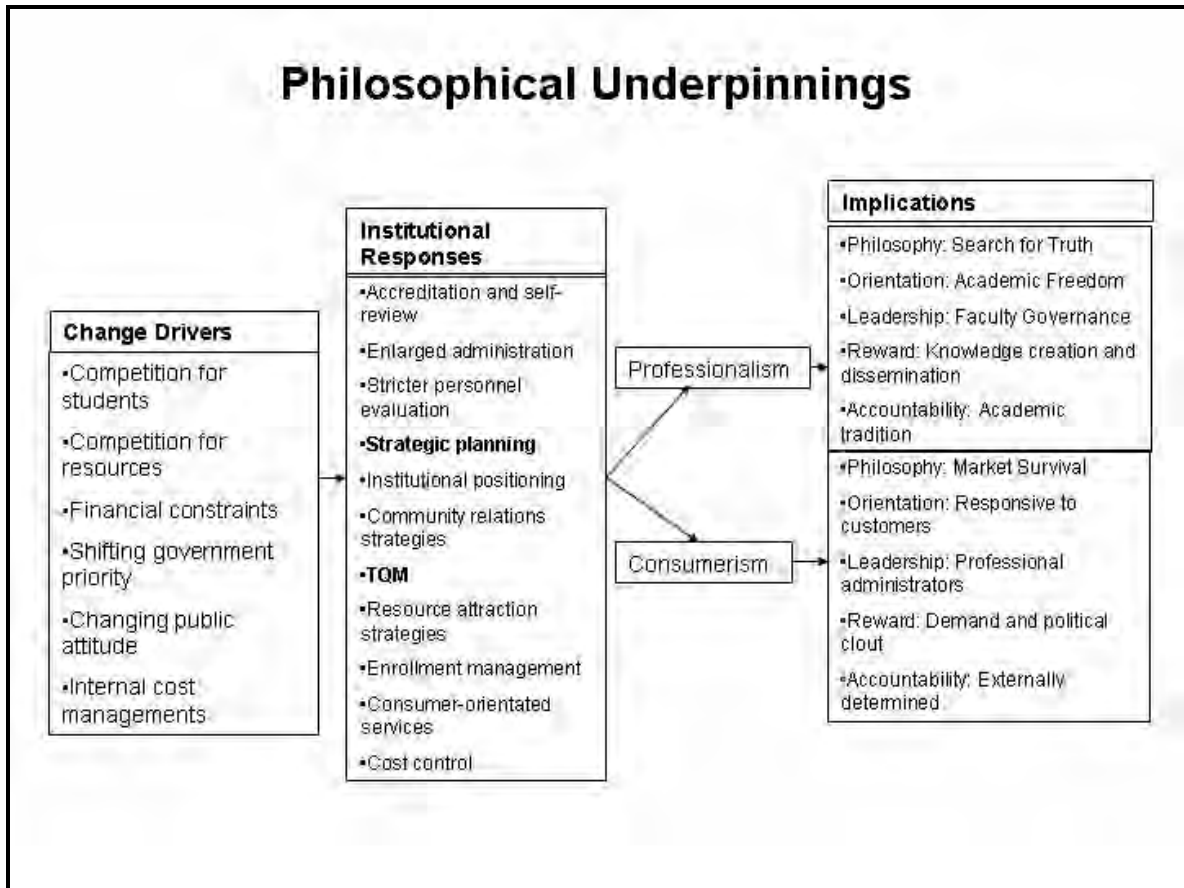 Philosophical Underpinnings
Change Drivers
•Competition for
students
•Competition for
resources
•Financial constraints
•Shifting government
priority
•Changing public
attitude
•Internal cost
managements
Institutional
Responses
•Accreditation and self-
review
•Enlarged administration
•Stricter personnel
evaluation
•Strategic planning
•Institutional positioning
•Community relations
strategies
•TQM
•Resource attraction
strategies
•Enrollment management
•Consumer-orientated
services
•Cost control
Professionalism
Consumerism
Implications
•Philosophy: Search for Truth
•Orientation: Academic Freedom
•Leadership: Faculty Governance
•Reward: Knowledge creation and
dissemination
•Accountability: Academic
tradition
•Philosophy: Market Survival
•Orientation: Responsive to
customers
•Leadership: Professional
administrators
•Reward: Demand and political
clout
•Accountability: Externally
determined